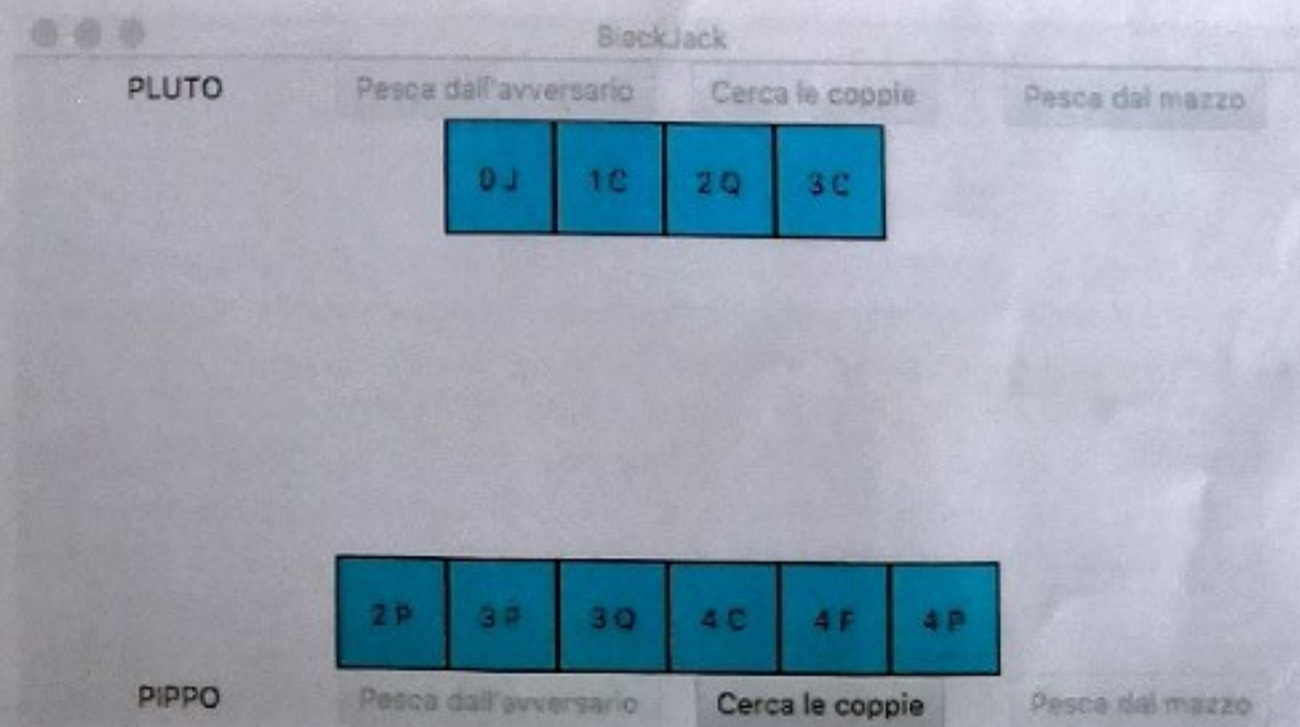 BlackJack
PLUTO Pesca dall'avversario Cerca le coppie Pesca dal mazzo
0 J 1 C 2 Q 3 C
2 P 3 P 3 Q 4 C 4 F 4 P
PIPPO Pesca dall'avversario Cerca le coppie Pesca dal mazzo